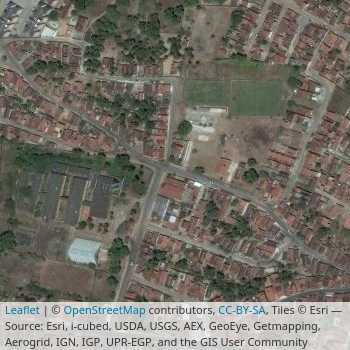 Leaflet | © OpenStreetMap contributors, CC-BY-SA, Tiles © Esri —
Source: Esri, i-cubed, USDA, USGS, AEX, GeoEye, Getmapping,
Aerogrid, IGN, IGP, UPR-EGP, and the GIS User Community